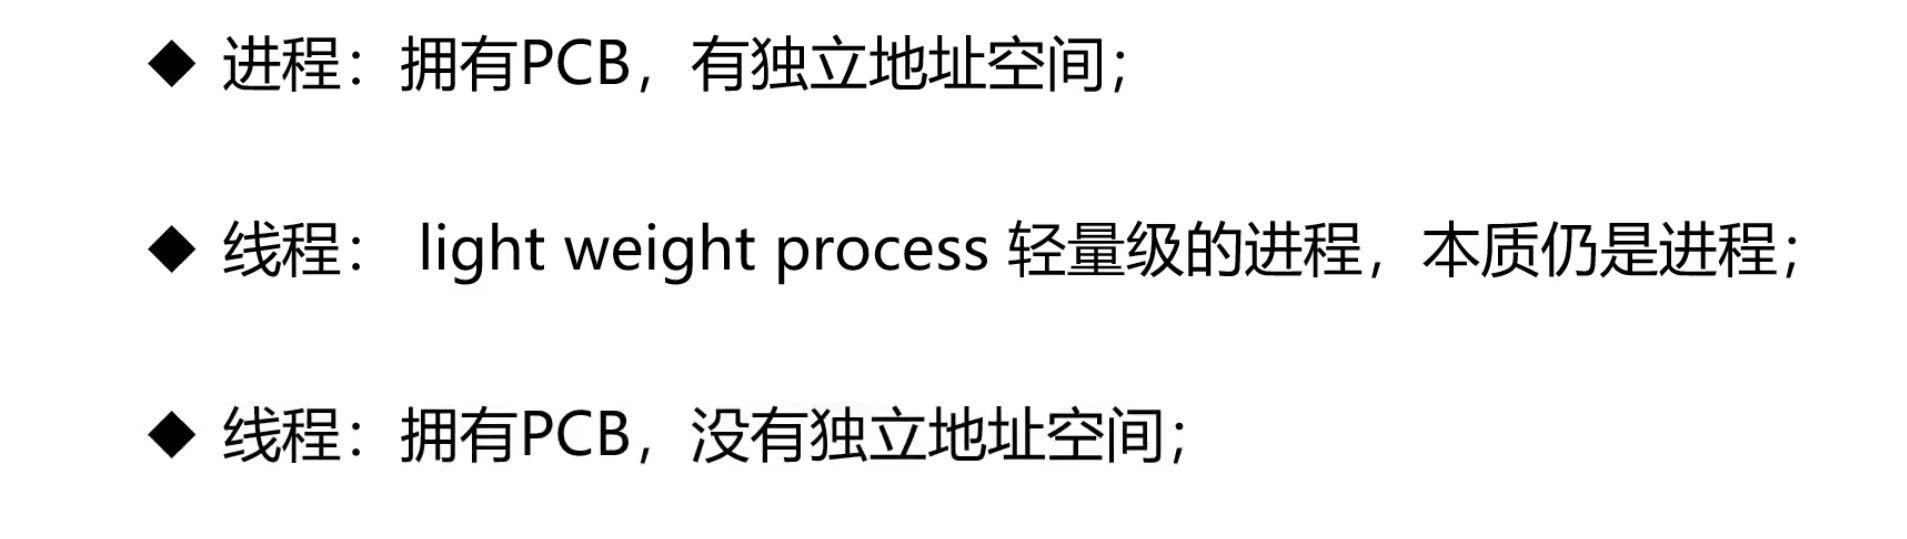 ◆ 进程：拥有PCB，有独立地址空间；
◆ 线程： light weight process 轻量级的进程，本质仍是进程；
◆ 线程：拥有PCB，没有独立地址空间；